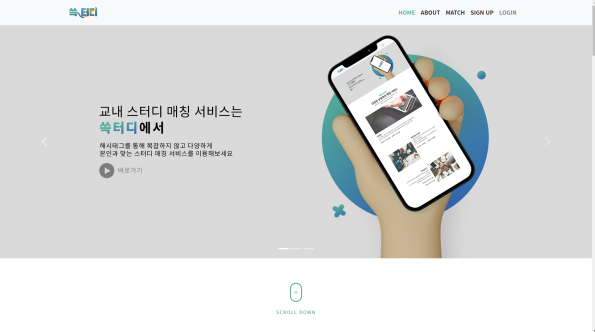 쏙터디
HOME ABOUT MATCH SIGN UP LOGIN
교내 스터디 매칭 서비스는
쏙터디에서
해시태그를 통해 복잡하지 않고 다양하게
본인과 맞는 스터디 매칭 서비스를 이용해보세요
바로가기
SCROLL DOWN